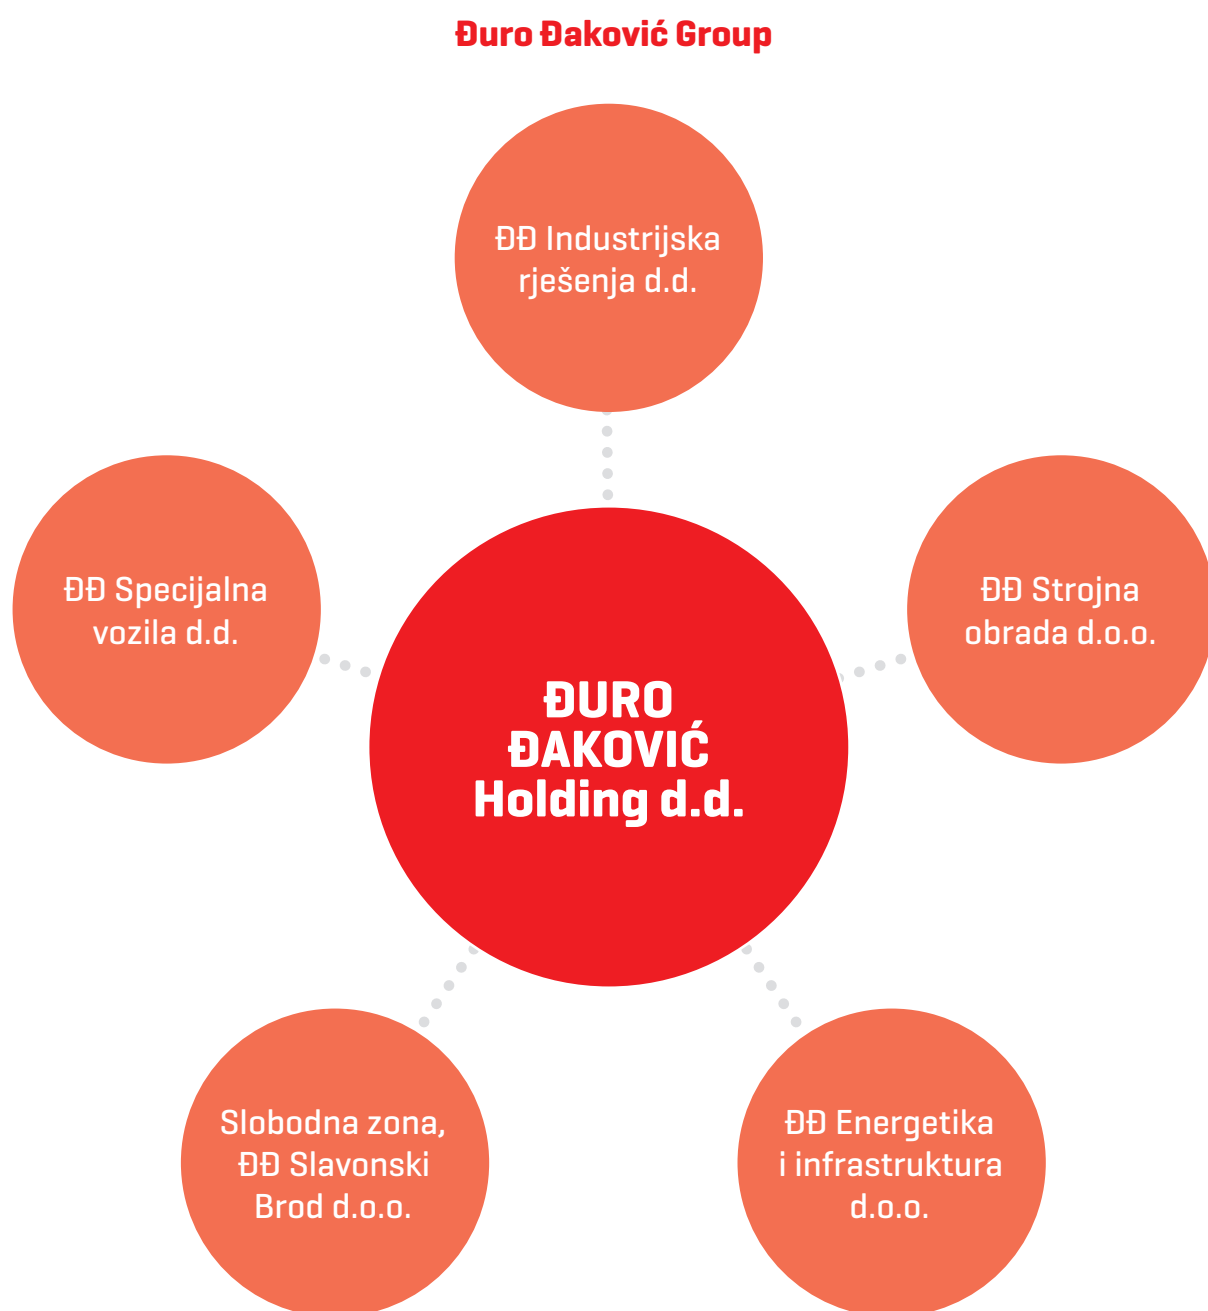 Đuro Đaković Group
ĐĐ Industrijska
rješenja d.d.
ĐĐ Specijalna
vozila d.d.
ĐĐ Strojna
obrada d.o.o.
ĐURO
ĐAKOVIĆ
Holding d.d.
Slobodna zona,
ĐĐ Slavonski
Brod d.o.o.
ĐĐ Energetika
i infrastruktura
d.o.o.